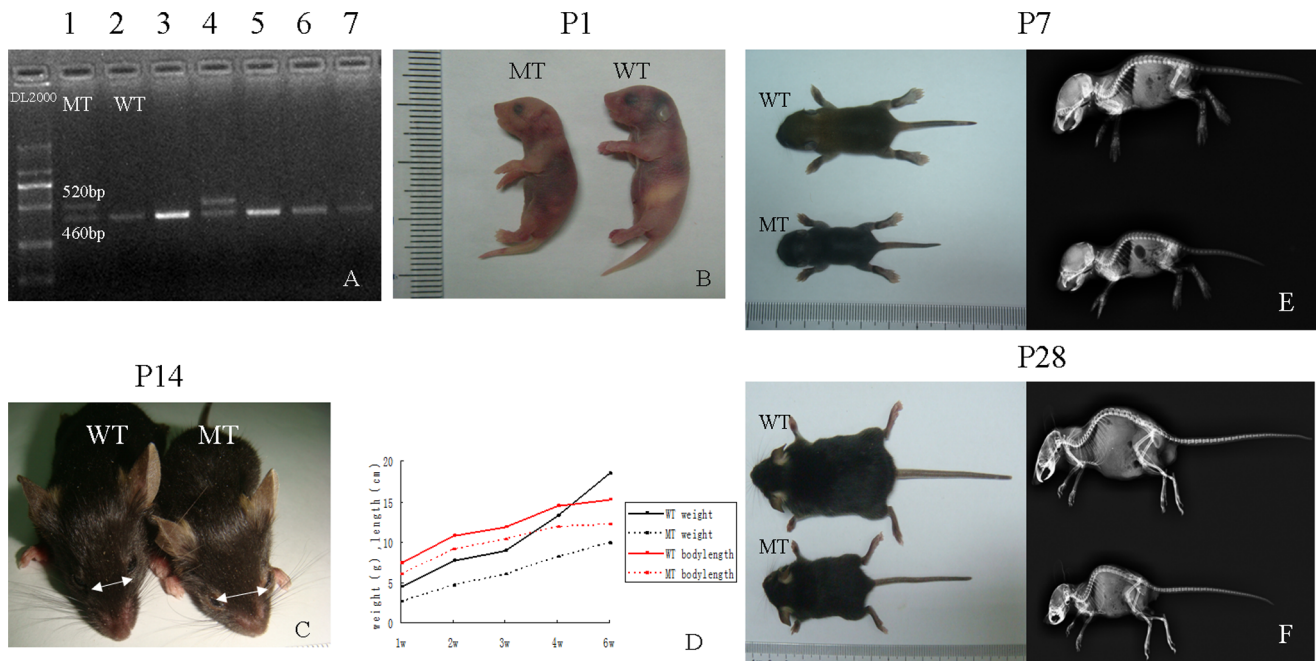 1 2 3 4 5 6 7
DL2000
MT WT
520bp
460bp
A
P1
MT WT
B
P7
WT
MT
E
P14
WT MT
C
weight(g),length(cm)
20
15
10
5
0
1w 2w 3w 4w 6w
WT weight
MT weight
WT bodylength
MT bodylength
D
P28
WT
MT
F